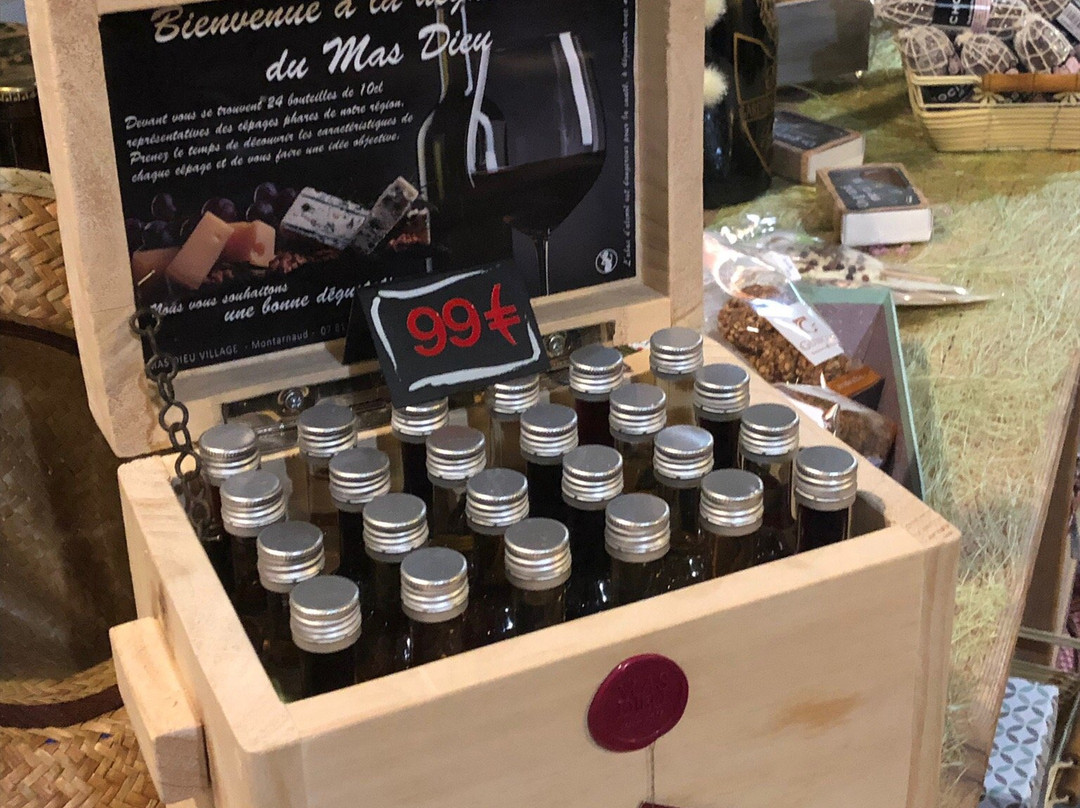 Bienvenue à la
du Mas Dieu
Devant vous se trouvent 24 bouteilles de 10cl
représentatives des cépages phares de notre région.
Prenez le temps de découvrir les caractéristiques de
chaque cépage et de vous faire une idée objective.
Nous vous souhaitons
une bonne
MAS DIEU VILLAGE - Montarnaud - 07
99€